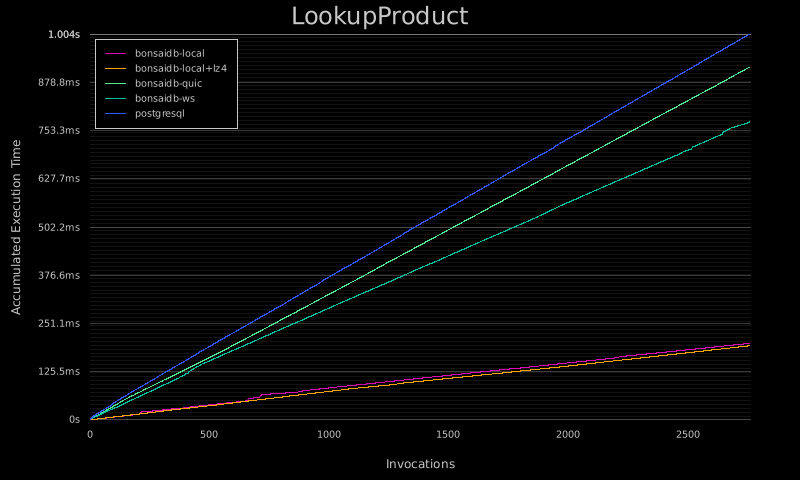 LookupProduct
1.004s
878.8ms
753.3ms
627.7ms
502.2ms
376.6ms
251.1ms
125.5ms
0s
bonsaidb-local
bonsaidb-local+lz4
bonsaidb-quic
bonsaidb-ws
postgresql
Accumulated Execution Time
0 500 1000 1500 2000 2500
Invocations